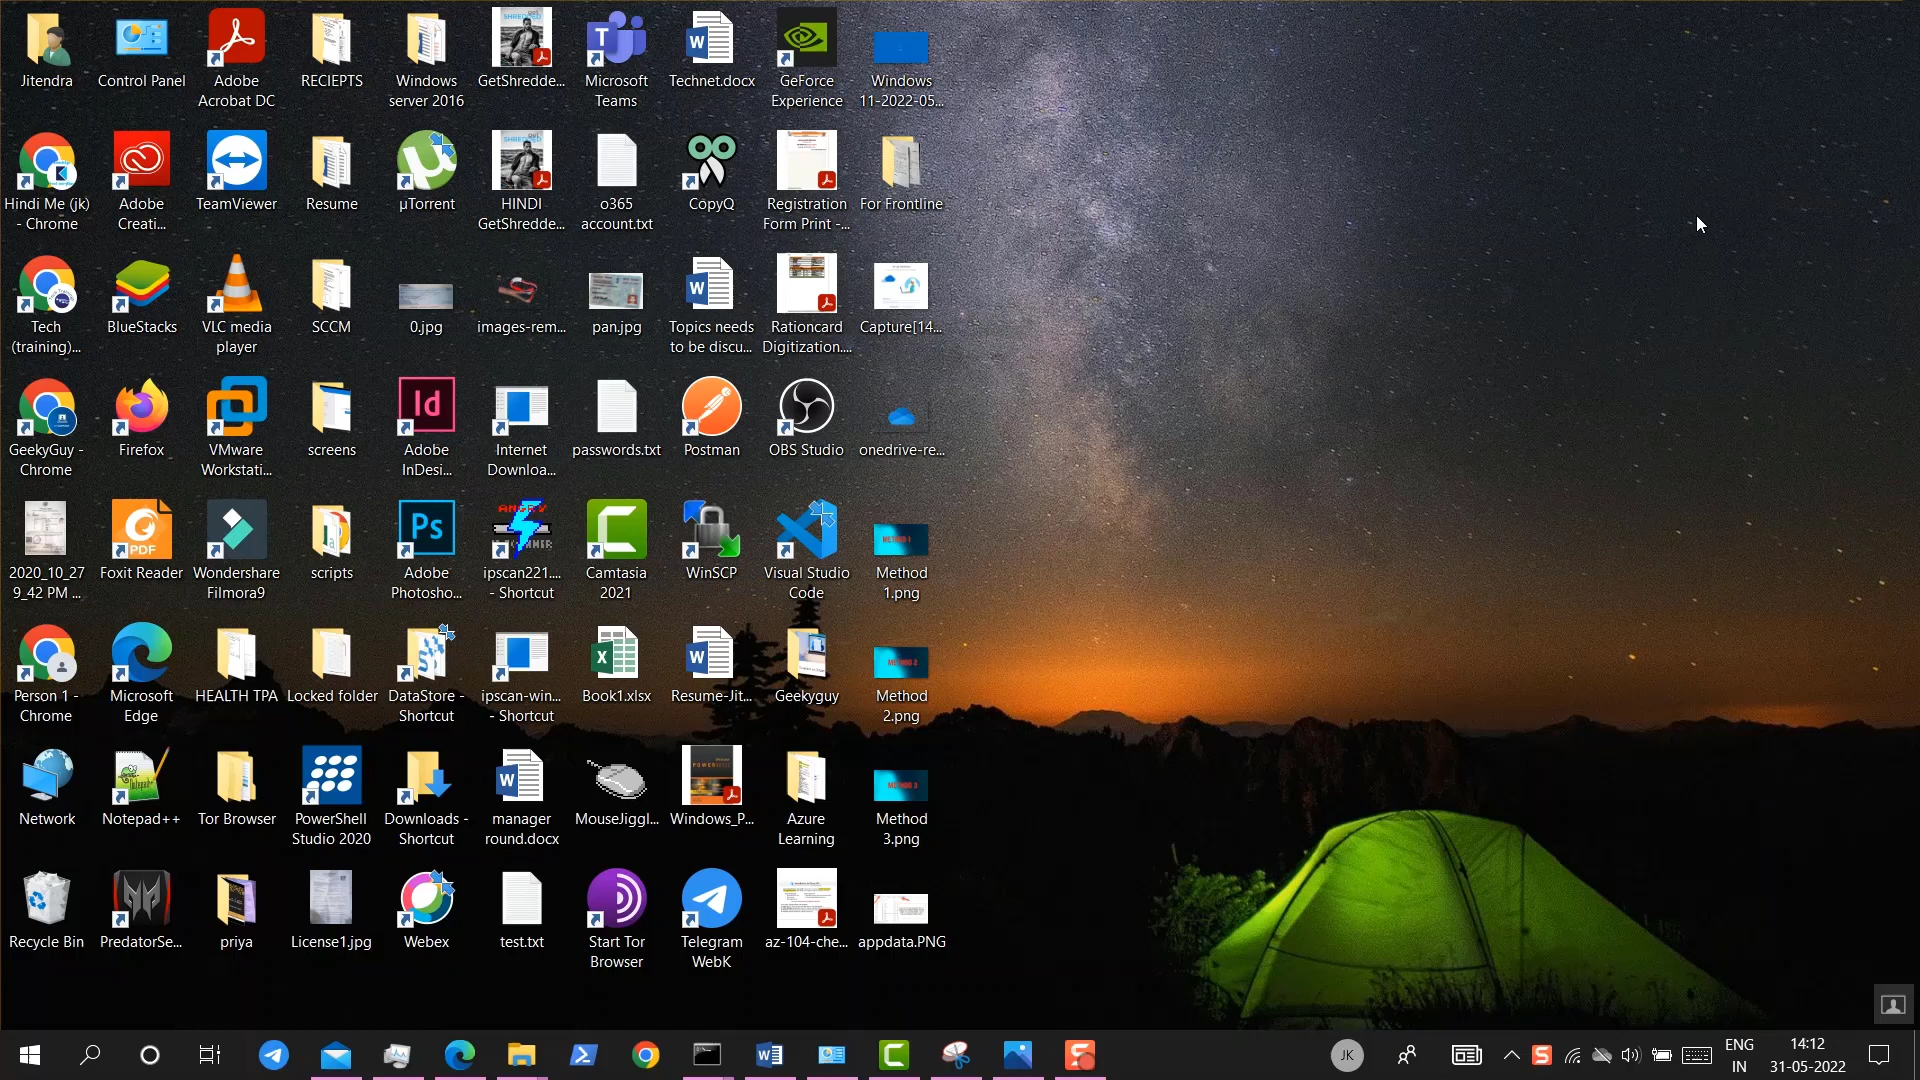 Jitendra
Control Panel
Adobe
Acrobat DC
RECIEPTS
Windows
server 2016
GetShredde...
Microsoft
Teams
Technet.docx
GeForce
Experience
Windows
11-2022-05...
Hindi Me (jk)
- Chrome
Adobe
Creati...
TeamViewer
Resume
µTorrent
HINDI
GetShredde...
o365
account.txt
CopyQ
Registration
Form Print -...
For Frontline
Tech
(training)...
BlueStacks
VLC media
player
SCCM
0.jpg
images-rem...
pan.jpg
Topics needs
to be discu...
Rationcard
Digitization....
Capture[14...
GeekyGuy -
Chrome
Firefox
VMware
Workstati...
screens
Adobe
InDesi...
Internet
Downloa...
passwords.txt
Postman
OBS Studio
onedrive-re...
2020_10_27
9_42 PM ...
PDF
Foxit Reader
Wondershare
Filmora9
scripts
Ps
Adobe
Photosho...
ipscan221....
- Shortcut
Camtasia
2021
WinSCP
Visual Studio
Code
METHOD 1
Method
1.png
Person 1 -
Chrome
Microsoft
Edge
HEALTH TPA
Locked folder
DataStore -
Shortcut
ipscan-win...
- Shortcut
Book1.xlsx
Resume-Jit...
Geekyguy
METHOD 2
Method
2.png
Network
Notepad++
Tor Browser
PowerShell
Studio 2020
Downloads -
Shortcut
manager
round.docx
MouseJiggl...
Windows_P...
Azure
Learning
METHOD 3
Method
3.png
Recycle Bin
PredatorSe...
priya
License1.jpg
Webex
test.txt
Start Tor
Browser
Telegram
WebK
az-104-che...
appdata.PNG
JK
ENG
IN
14:12
31-05-2022